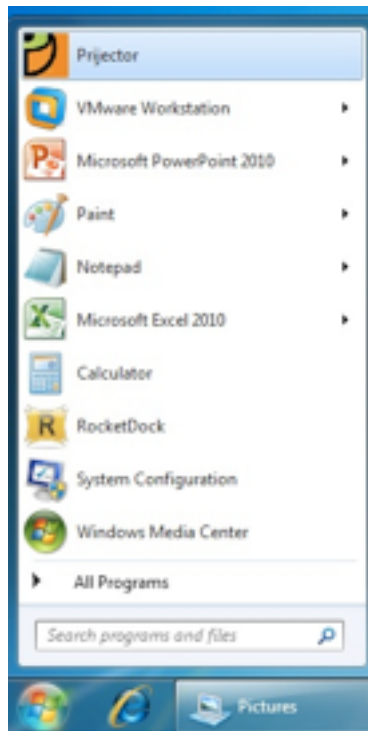 Prijector
VMware Workstation
Microsoft PowerPoint 2010
Paint
Notepad
Microsoft Excel 2010
Calculator
RocketDock
System Configuration
Windows Media Center
All Programs
Search programs and files
Pictures